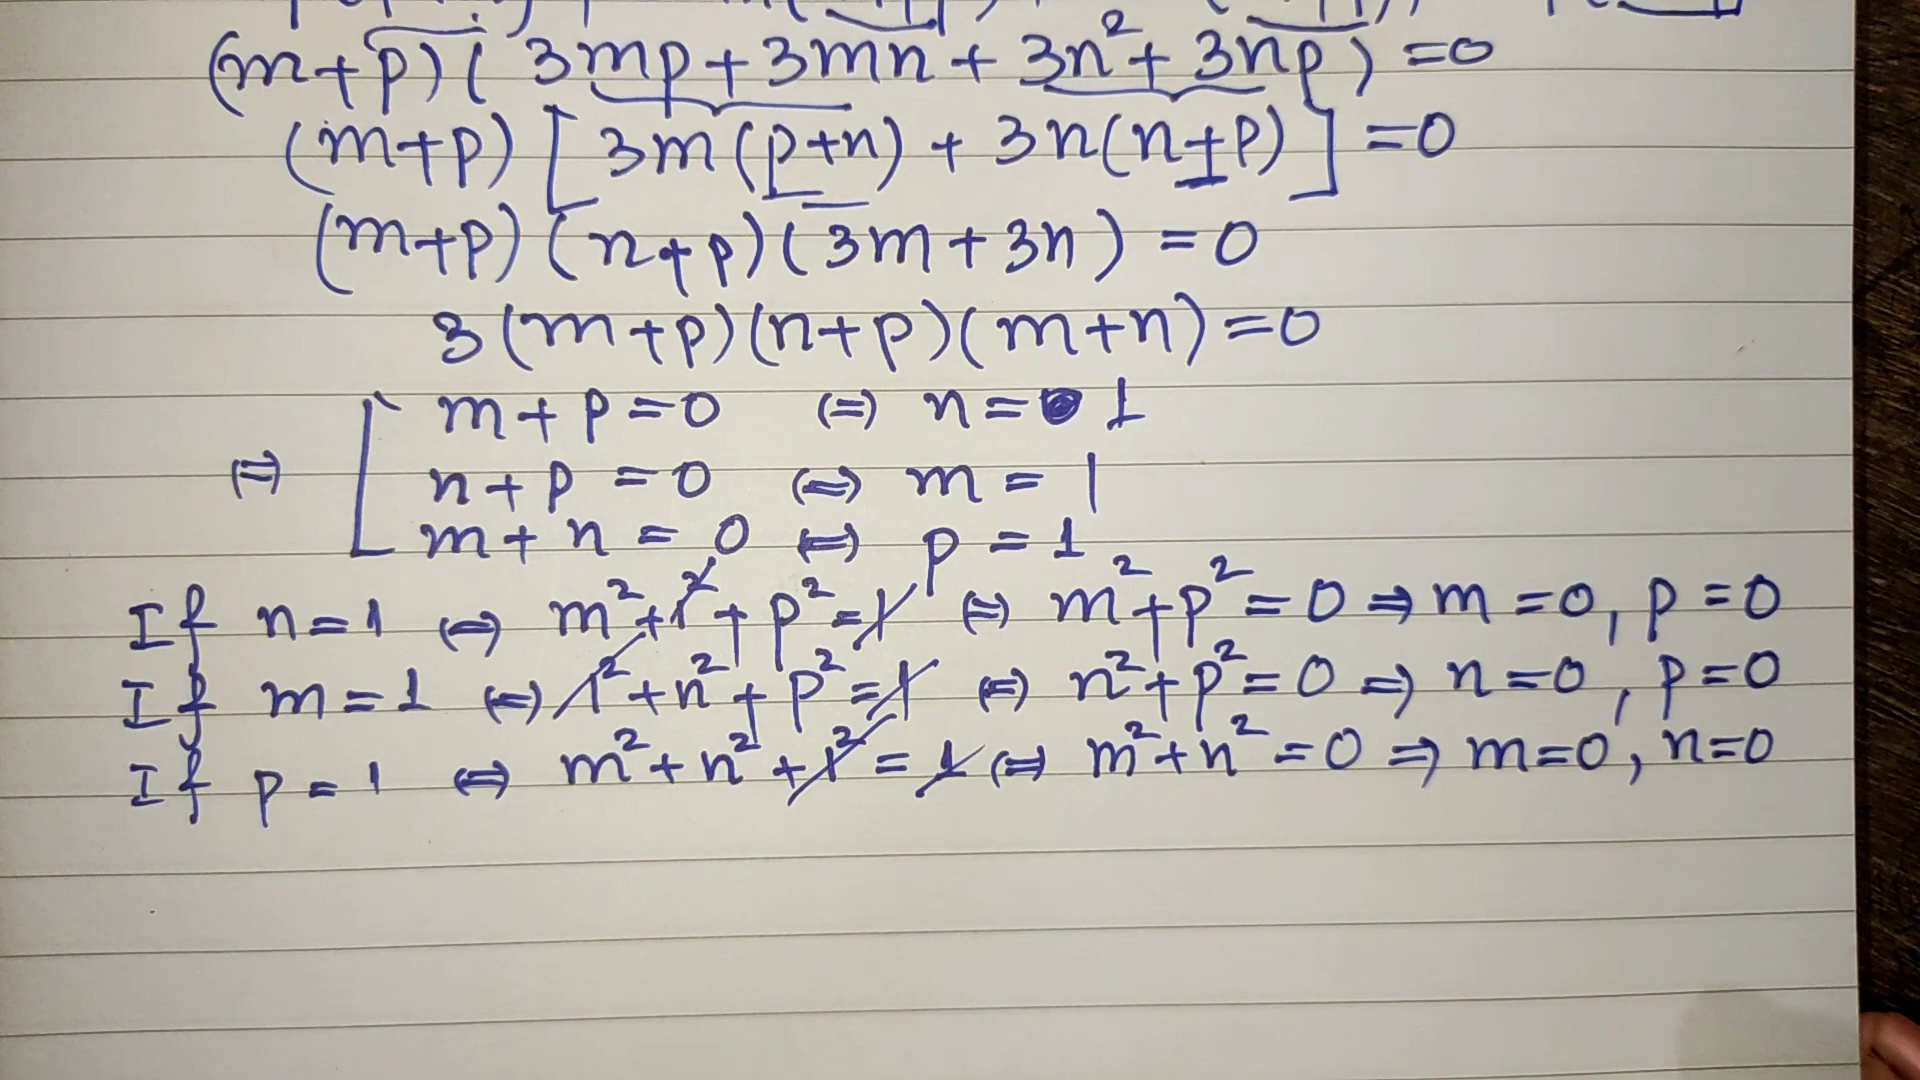 (m+p)(3mp+3mn+3n²+3np)=0
(m+p)[3m(p+n)+3n(n+p)]=0
(m+p)(n+p)(3m+3n)=0
3(m+p)(n+p)(m+n)=0
m+p=0 ⇔ n=1
⇔ [ n+p=0 ⇔ m=1
m+n=0 ⇔ p=1
If n=1 ⇔ m²+1²+p²=1 ⇔ m²+p²=0 ⇒ m=0, p=0
If m=1 ⇔ 1²+n²+p²=1 ⇔ n²+p²=0 ⇒ n=0, p=0
If p=1 ⇔ m²+n²+1²=1 ⇔ m²+n²=0 ⇒ m=0, n=0